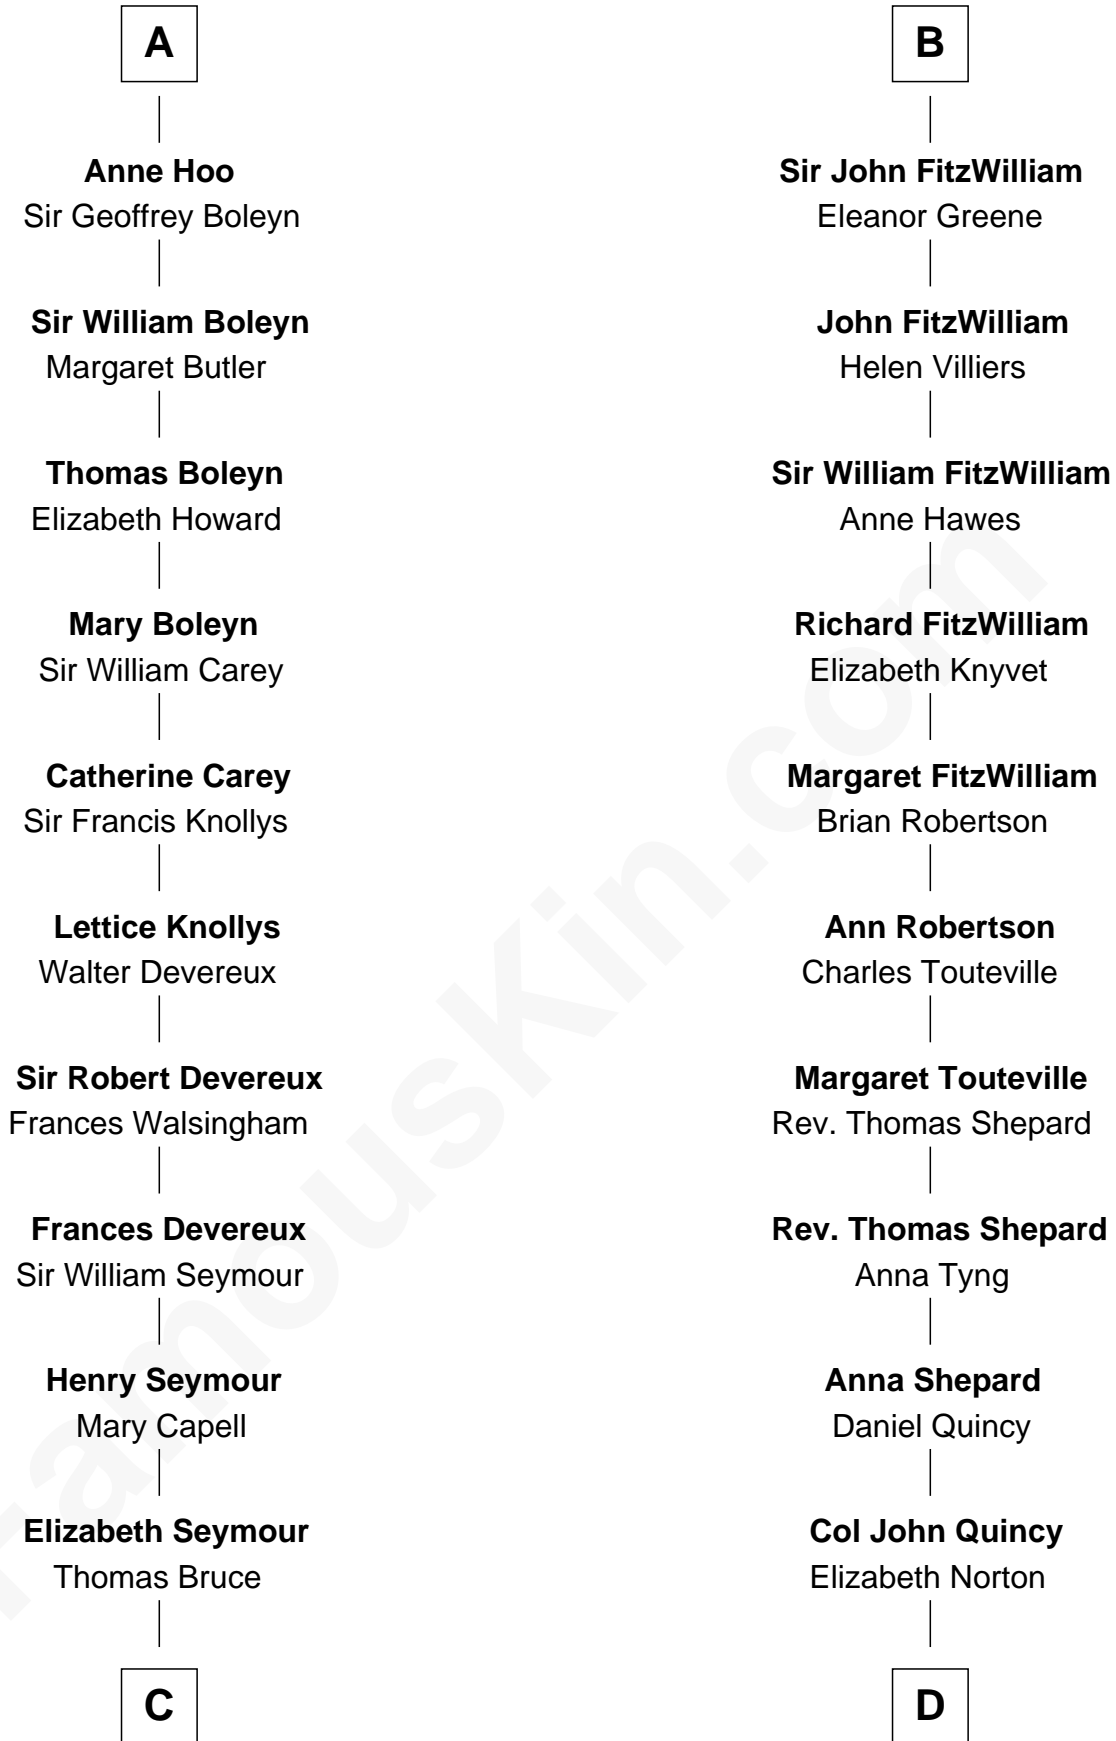 A
Anne Hoo
Sir Geoffrey Boleyn
Sir William Boleyn
Margaret Butler
Thomas Boleyn
Elizabeth Howard
Mary Boleyn
Sir William Carey
Catherine Carey
Sir Francis Knollys
Lettice Knollys
Walter Devereux
Sir Robert Devereux
Frances Walsingham
Frances Devereux
Sir William Seymour
Henry Seymour
Mary Capell
Elizabeth Seymour
Thomas Bruce
C
B
Sir John FitzWilliam
Eleanor Greene
John FitzWilliam
Helen Villiers
Sir William FitzWilliam
Anne Hawes
Richard FitzWilliam
Elizabeth Knyvet
Margaret FitzWilliam
Brian Robertson
Ann Robertson
Charles Touteville
Margaret Touteville
Rev. Thomas Shepard
Rev. Thomas Shepard
Anna Tyng
Anna Shepard
Daniel Quincy
Col John Quincy
Elizabeth Norton
D
FamousKin.com